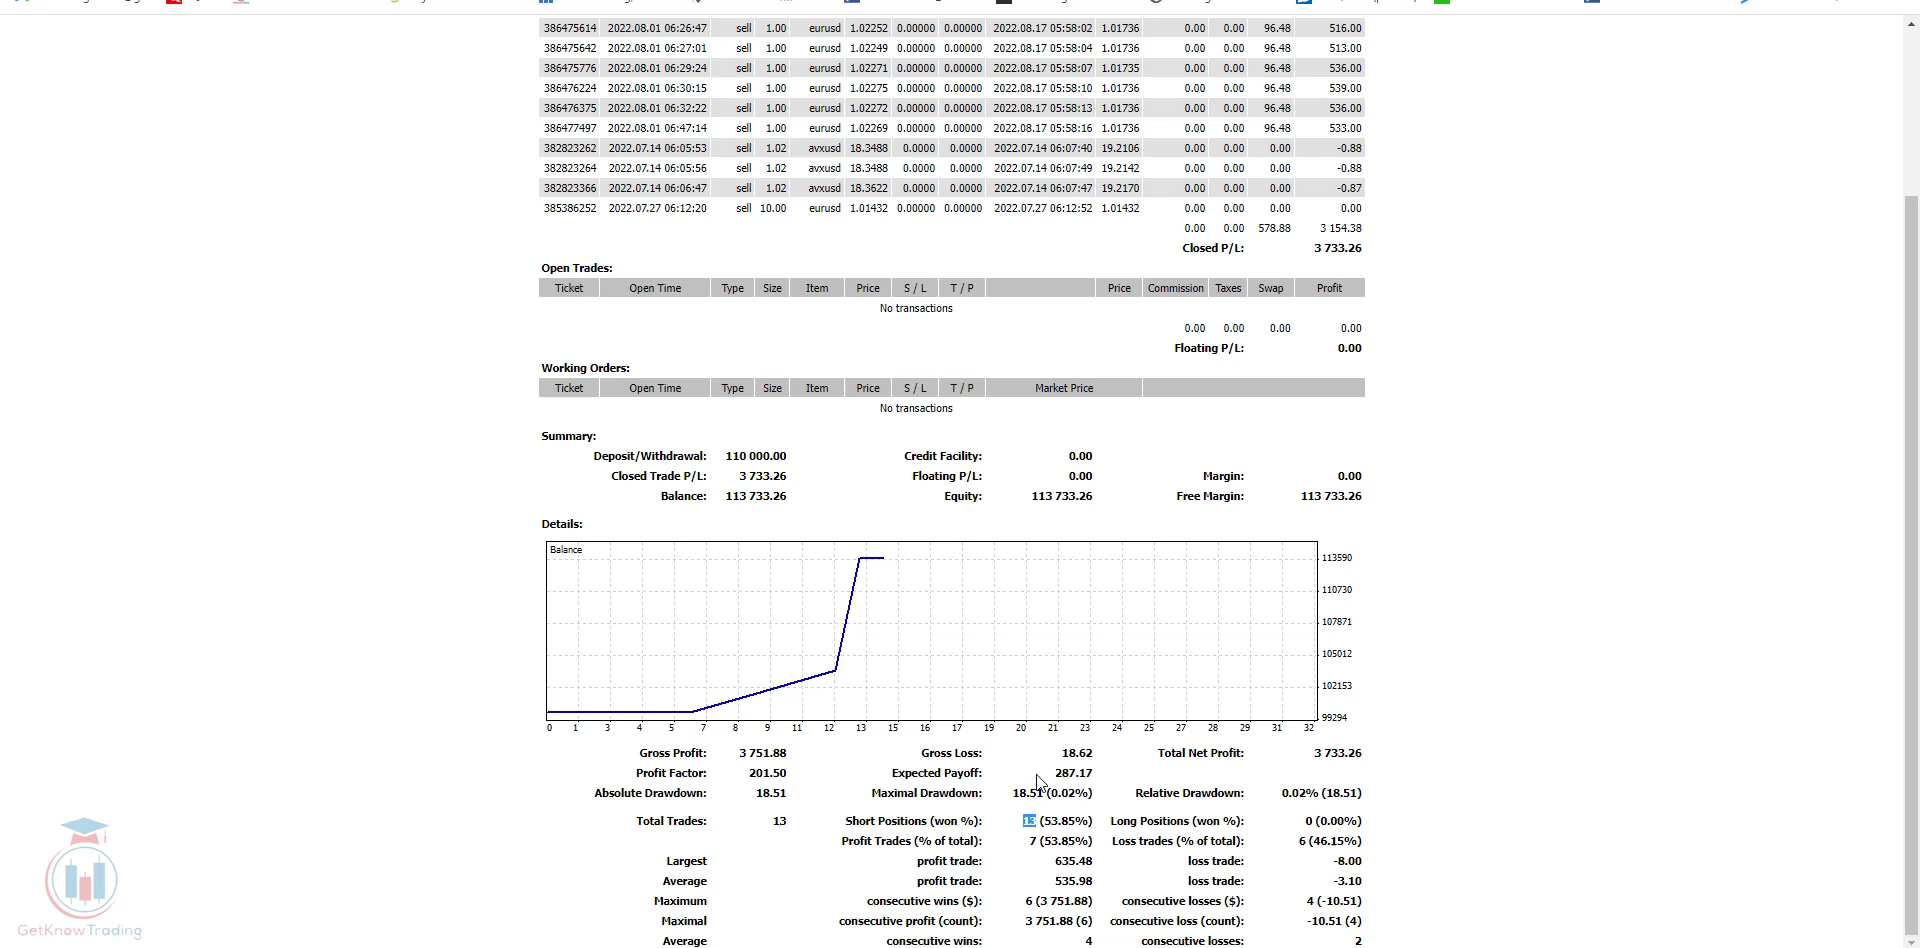 386475614 2022.08.01 06:26:47 sell 1.00 eurusd 1.02252 0.00000 0.00000 2022.08.17 05:58:02 1.01736 0.00 0.00 96.48 516.00
386475642 2022.08.01 06:27:01 sell 1.00 eurusd 1.02249 0.00000 0.00000 2022.08.17 05:58:04 1.01736 0.00 0.00 96.48 513.00
386475776 2022.08.01 06:29:24 sell 1.00 eurusd 1.02271 0.00000 0.00000 2022.08.17 05:58:07 1.01735 0.00 0.00 96.48 536.00
386476224 2022.08.01 06:30:15 sell 1.00 eurusd 1.02275 0.00000 0.00000 2022.08.17 05:58:10 1.01736 0.00 0.00 96.48 539.00
386476375 2022.08.01 06:32:22 sell 1.00 eurusd 1.02272 0.00000 0.00000 2022.08.17 05:58:13 1.01736 0.00 0.00 96.48 536.00
386477497 2022.08.01 06:47:14 sell 1.00 eurusd 1.02269 0.00000 0.00000 2022.08.17 05:58:16 1.01736 0.00 0.00 96.48 533.00
382823262 2022.07.14 06:05:53 sell 1.02 avxusd 18.3488 0.0000 0.0000 2022.07.14 06:07:40 19.2106 0.00 0.00 0.00 -0.88
382823264 2022.07.14 06:05:56 sell 1.02 avxusd 18.3488 0.0000 0.0000 2022.07.14 06:07:49 19.2142 0.00 0.00 0.00 -0.88
382823366 2022.07.14 06:06:47 sell 1.02 avxusd 18.3622 0.0000 0.0000 2022.07.14 06:07:47 19.2170 0.00 0.00 0.00 -0.87
385386252 2022.07.27 06:12:20 sell 10.00 eurusd 1.01432 0.00000 0.00000 2022.07.27 06:12:52 1.01432 0.00 0.00 0.00 0.00
0.00 0.00 578.88 3 154.38
Closed P/L: 3 733.26
Open Trades:
Ticket Open Time Type Size Item Price S / L T / P Price Commission Taxes Swap Profit
No transactions
0.00 0.00 0.00 0.00
Floating P/L: 0.00
Working Orders:
Ticket Open Time Type Size Item Price S / L T / P Market Price
No transactions
Summary:
Deposit/Withdrawal: 110 000.00 Credit Facility: 0.00
Closed Trade P/L: 3 733.26 Floating P/L: 0.00 Margin: 0.00
Balance: 113 733.26 Equity: 113 733.26 Free Margin: 113 733.26
Details:
Balance
113590
110730
107871
105012
102153
99294
0 1 3 4 5 7 8 9 11 12 13 15 16 17 19 20 21 23 24 25 27 28 29 31 32
Gross Profit: 3 751.88 Gross Loss: 18.62 Total Net Profit: 3 733.26
Profit Factor: 201.50 Expected Payoff: 287.17
Absolute Drawdown: 18.51 Maximal Drawdown: 18.51 (0.02%) Relative Drawdown: 0.02% (18.51)
Total Trades: 13 Short Positions (won %): 13 (53.85%) Long Positions (won %): 0 (0.00%)
Profit Trades (% of total): 7 (53.85%) Loss trades (% of total): 6 (46.15%)
Largest profit trade: 635.48 loss trade: -8.00
Average profit trade: 535.98 loss trade: -3.10
Maximum consecutive wins ($): 6 (3 751.88) consecutive losses ($): 4 (-10.51)
Maximal consecutive profit (count): 3 751.88 (6) consecutive loss (count): -10.51 (4)
Average consecutive wins: 4 consecutive losses: 2
GetKnowTrading